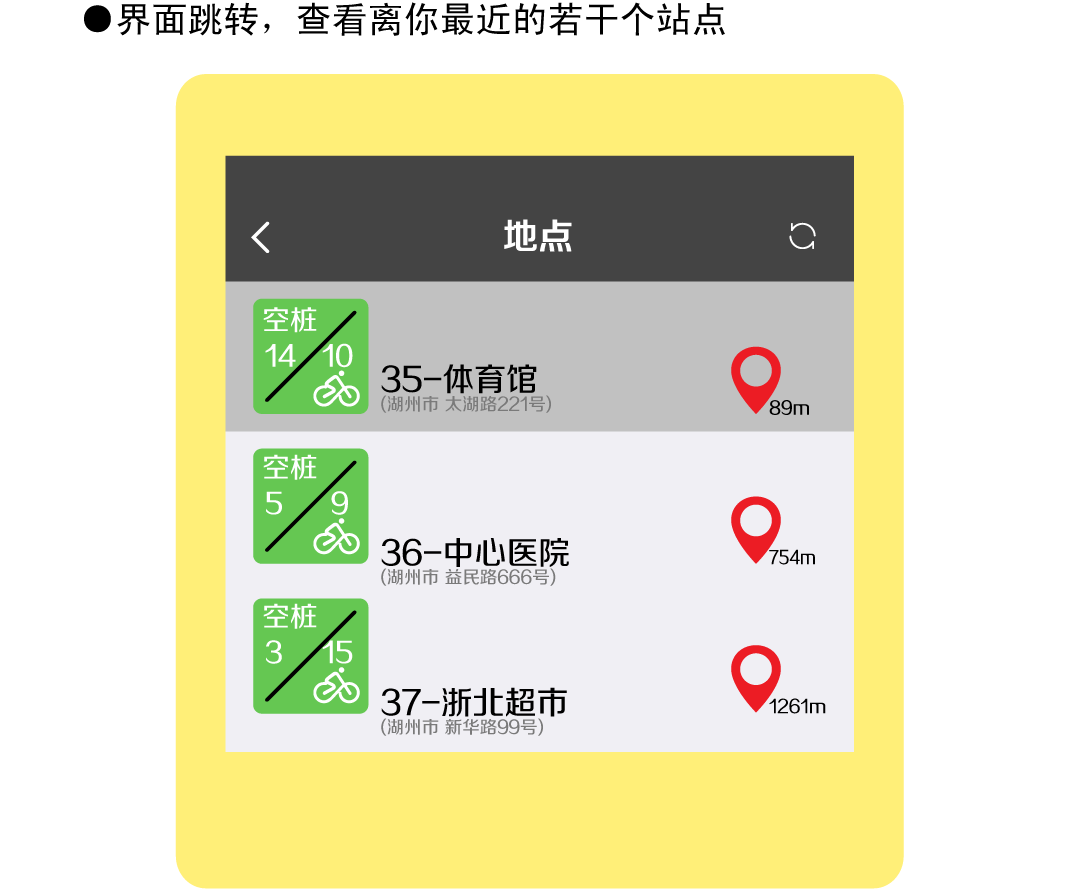 ●界面跳转，查看离你最近的若干个站点
地点
空桩
14 10
35-体育馆
(湖州市 太湖路221号)
89m
空桩
5 9
36-中心医院
(湖州市 益民路666号)
754m
空桩
3 15
37-浙北超市
(湖州市 新华路99号)
1261m